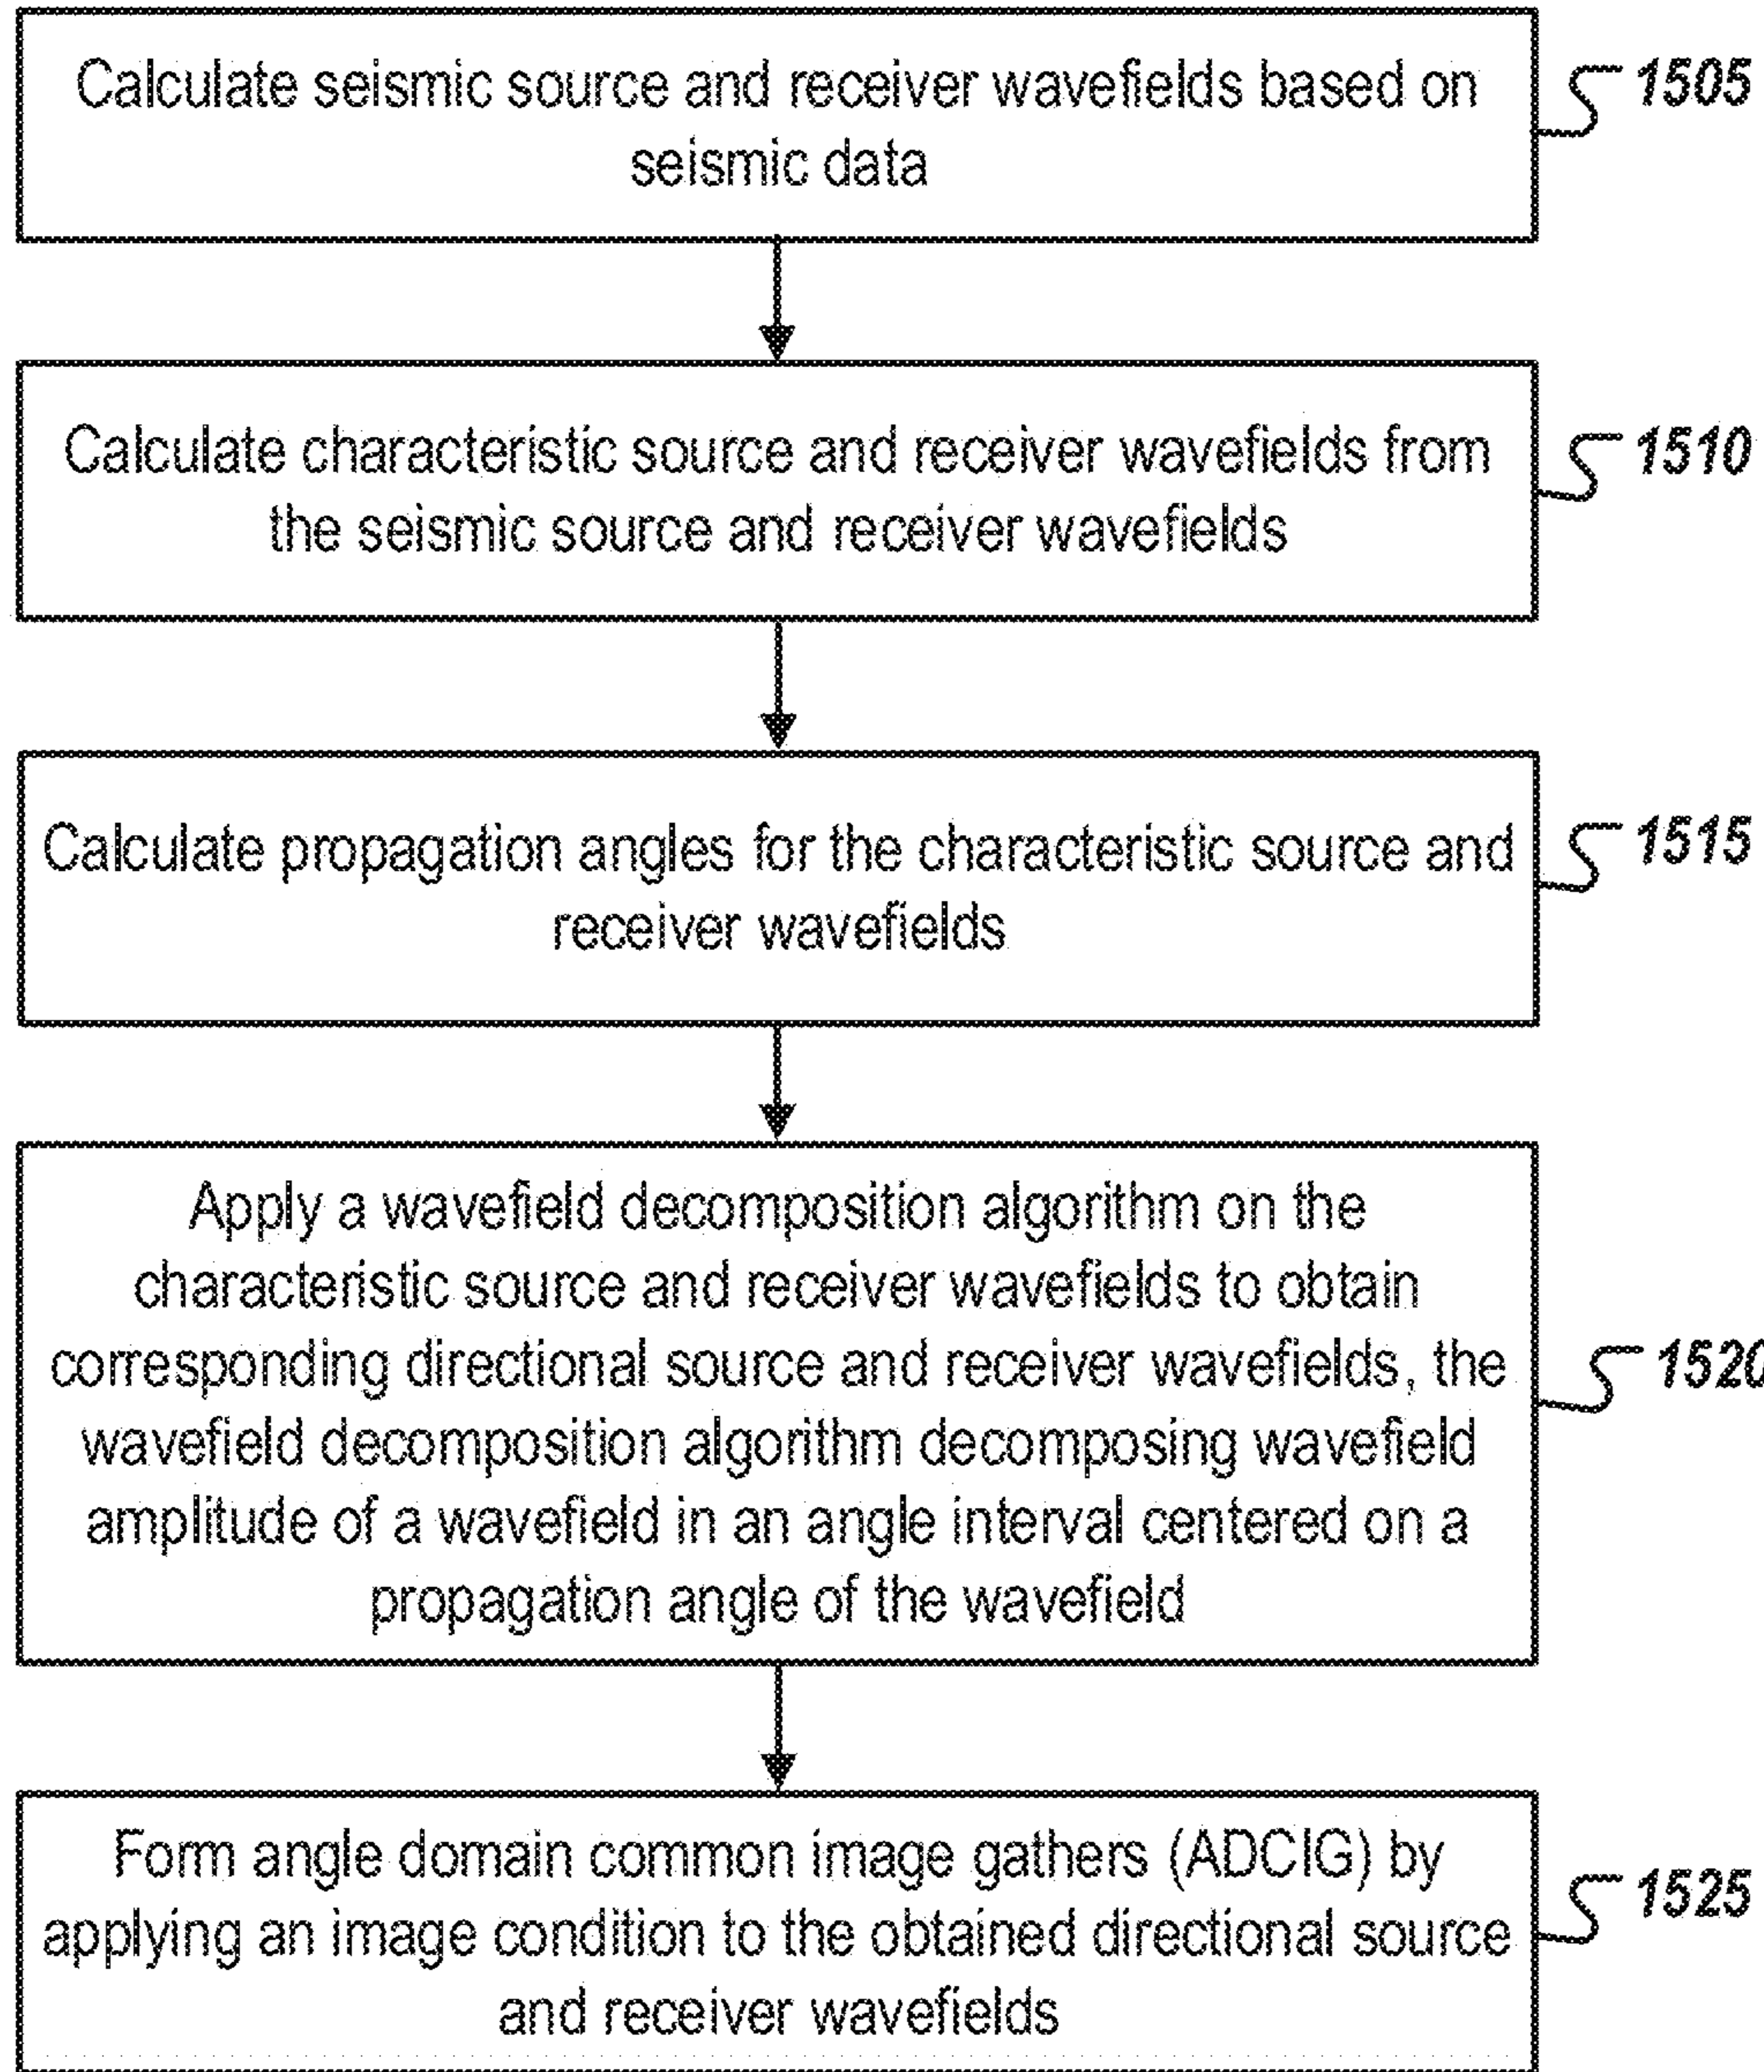 Calculate seismic source and receiver wavefields based on
seismic data
1505
Calculate characteristic source and receiver wavefields from
the seismic source and receiver wavefields
1510
Calculate propagation angles for the characteristic source and
receiver wavefields
1515
Apply a wavefield decomposition algorithm on the
characteristic source and receiver wavefields to obtain
corresponding directional source and receiver wavefields, the
wavefield decomposition algorithm decomposing wavefield
amplitude of a wavefield in an angle interval centered on a
propagation angle of the wavefield
1520
Form angle domain common image gathers (ADCIG) by
applying an image condition to the obtained directional source
and receiver wavefields
1525